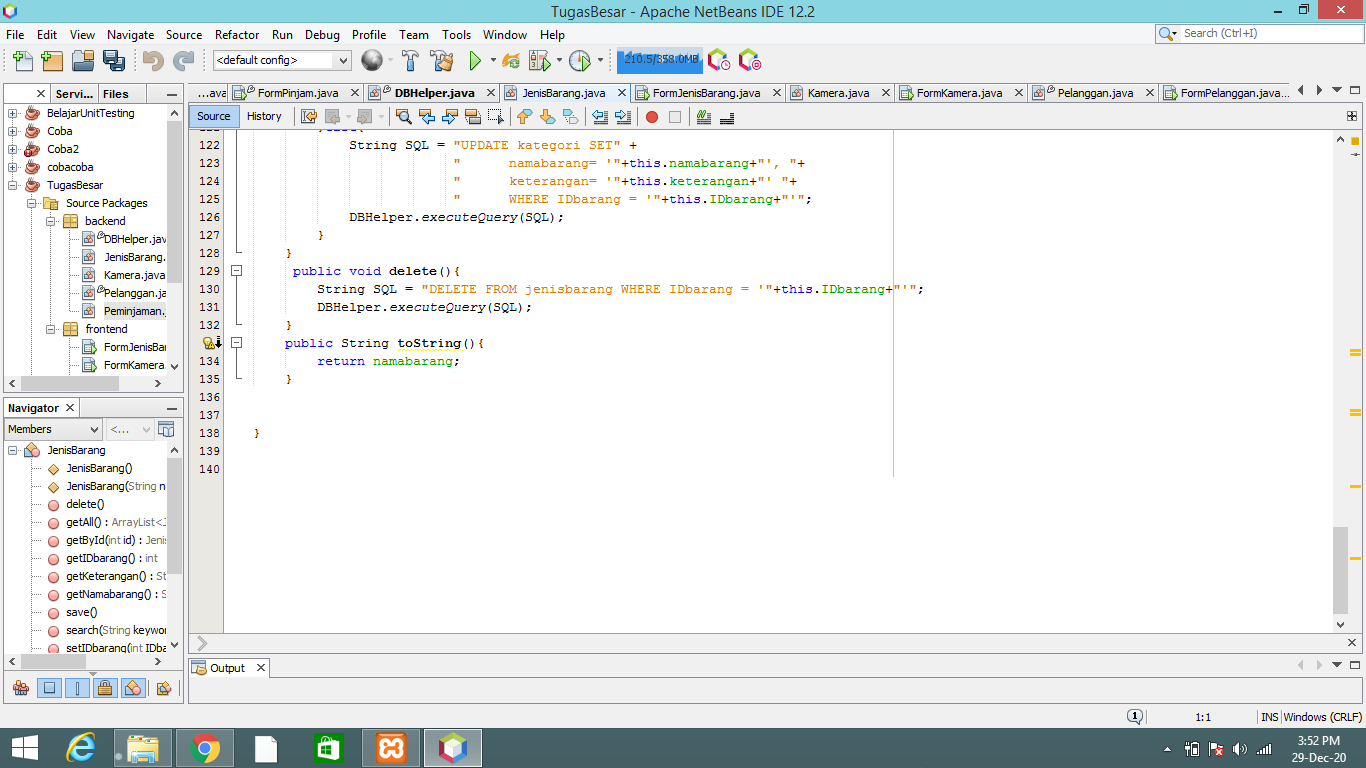 TugasBesar - Apache NetBeans IDE 12.2
File Edit View Navigate Source Refactor Run Debug Profile Team Tools Window Help
Search (Ctrl+I)
<default config>
210.5/358.0MB
Servi... Files
...ava FormPinjam.java DBHelper.java JenisBarang.java FormJenisBarang.java Kamera.java FormKamera.java Pelanggan.java FormPelanggan.java...
BelajarUnitTesting
Coba
Coba2
cobacoba
TugasBesar
Source Packages
backend
DBHelper.jav
JenisBarang.
Kamera.java
Pelanggan.ja
Peminjaman.
frontend
FormJenisBar
FormKamera.
Source History
122 String SQL = "UPDATE kategori SET" +
123 " namabarang= '"+this.namabarang+"', "+
124 " keterangan= '"+this.keterangan+"' "+
125 " WHERE IDbarang = '"+this.IDbarang+"'";
126 DBHelper.executeQuery(SQL);
127 }
128 }
129 public void delete(){
130 String SQL = "DELETE FROM jenisbarang WHERE IDbarang = '"+this.IDbarang+"'";
131 DBHelper.executeQuery(SQL);
132 }
public String toString(){
134 return namabarang;
135 }
136
137
138 }
139
140
Navigator
Members <...
JenisBarang
JenisBarang()
JenisBarang(String n
delete()
getAll() : ArrayList<J
getById(int id) : Jenis
getIDbarang() : int
getKeterangan() : St
getNamabarang() : S
save()
search(String keywor
setIDbarang(int IDba
Output
1 1:1 INS Windows (CRLF)
3:52 PM
29-Dec-20